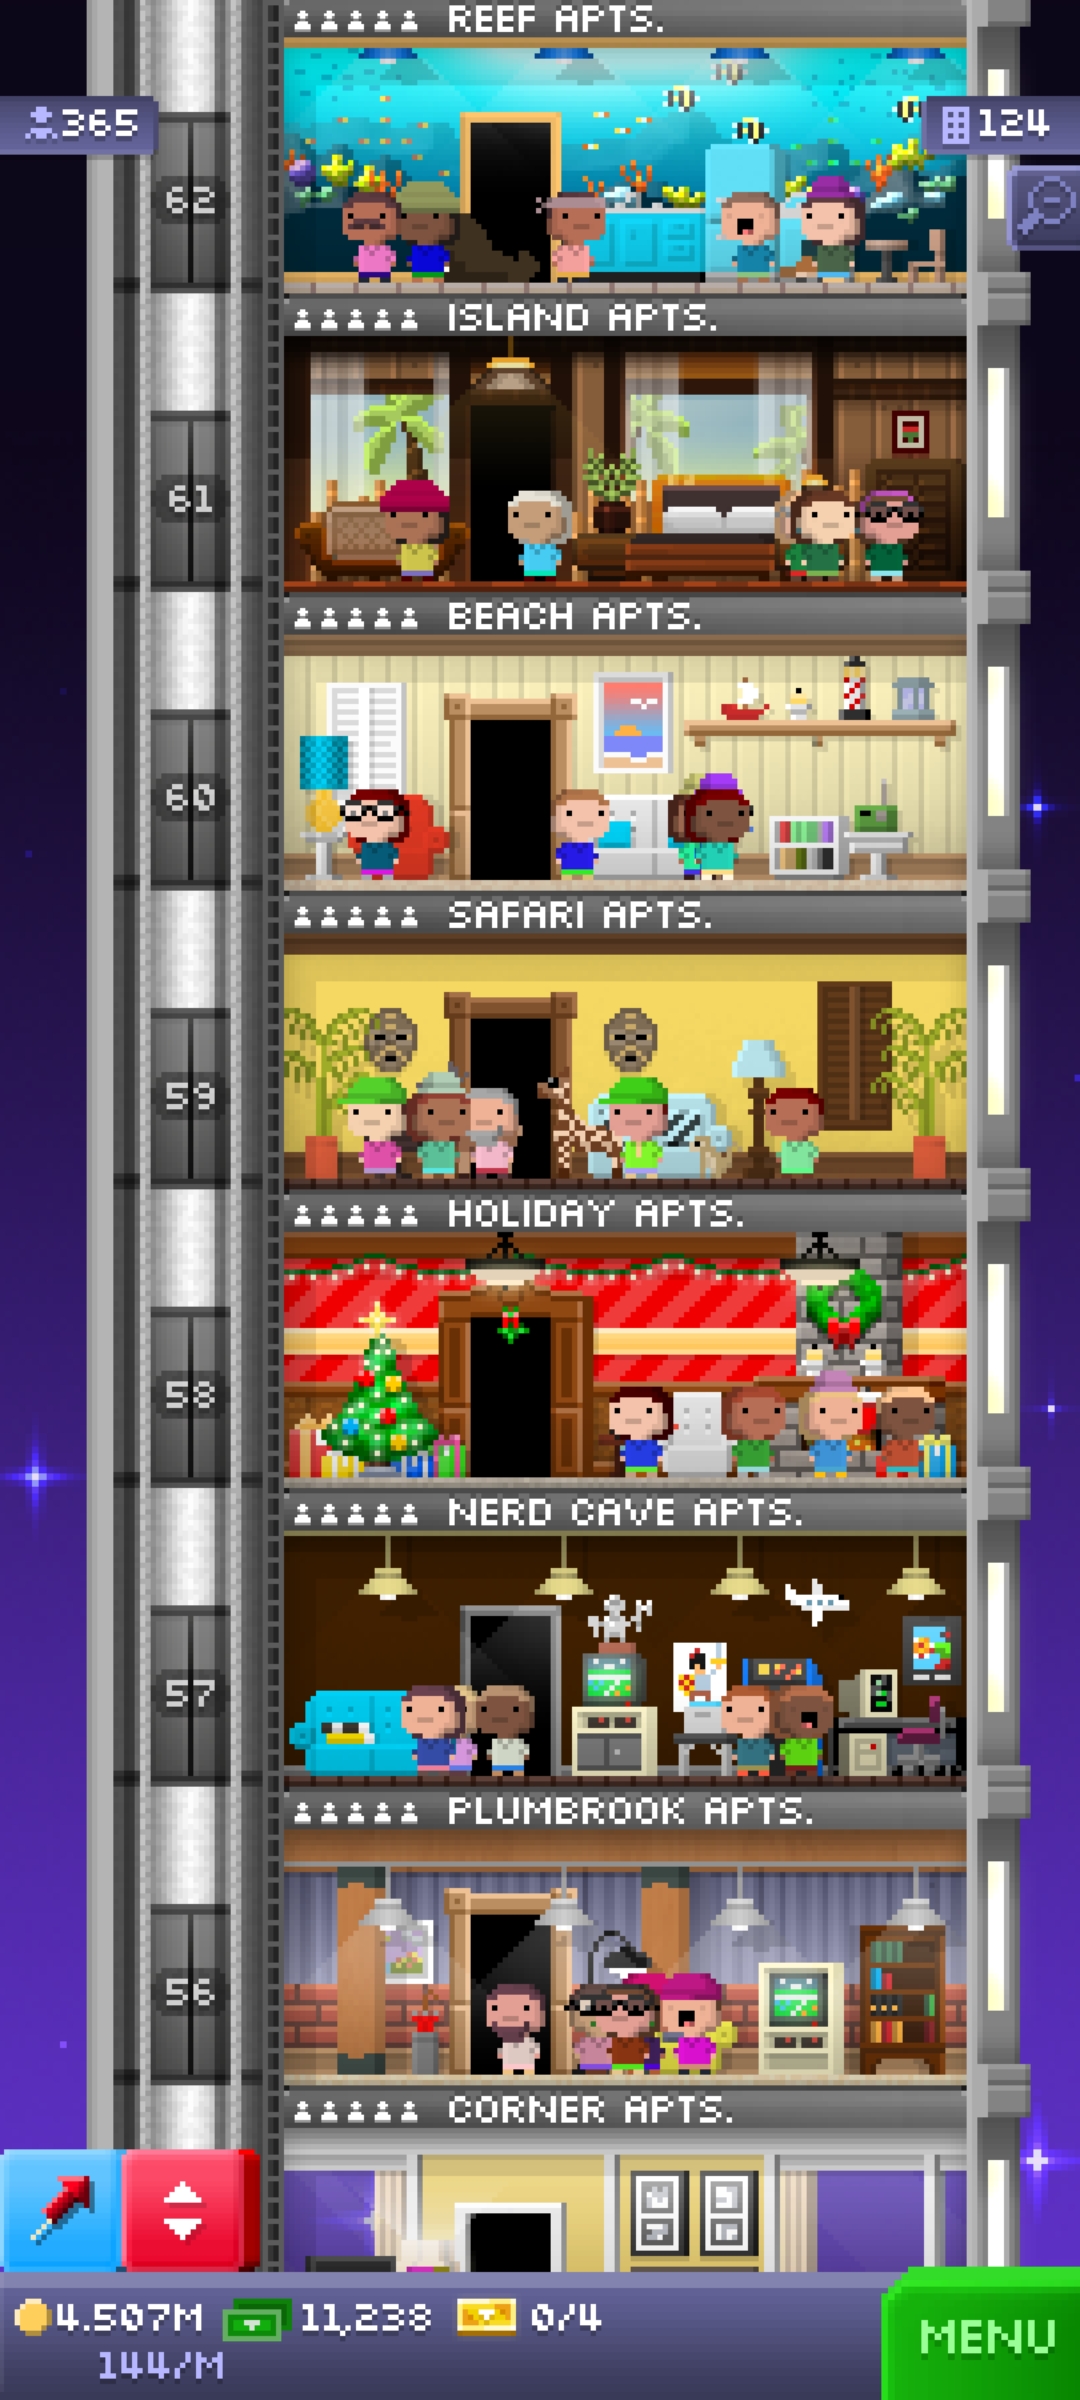 REEF APTS.
365
124
62
ISLAND APTS.
61
BEACH APTS.
60
SAFARI APTS.
59
HOLIDAY APTS.
58
NERD CAVE APTS.
57
PLUMBROOK APTS.
56
CORNER APTS.
4.507M 11,238 0/4
144/M
MENU